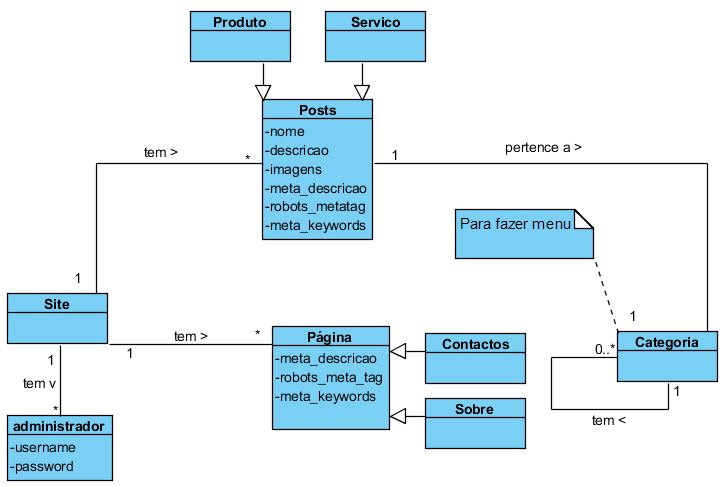 Produto
Servico
Posts
-nome
-descricao
-imagens
-meta_descricao
-robots_metatag
-meta_keywords
tem >
*
1
pertence a >
Para fazer menu
1
Site
1
tem >
*
Página
-meta_descricao
-robots_meta_tag
-meta_keywords
Contactos
Sobre
1
0..*
Categoria
1
tem <
1
tem v
*
administrador
-username
-password